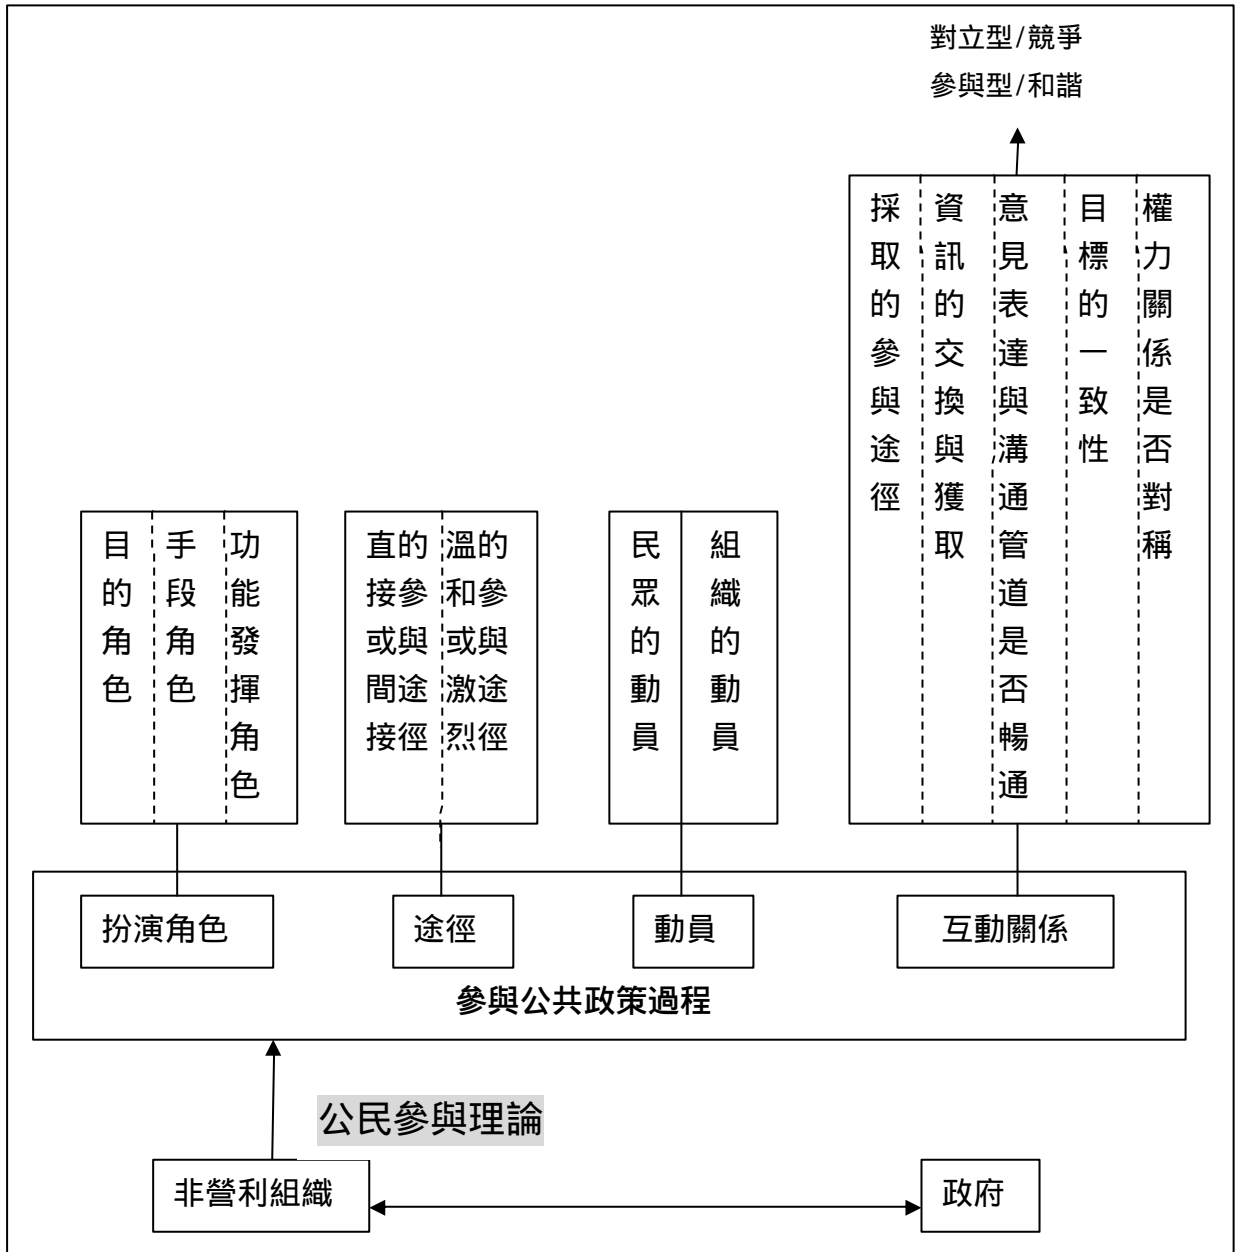 對立型/競爭
參與型/和諧
採取的參與途徑
資訊的交換與獲取
意見表達與溝通管道是否暢通
目標的一致性
權力關係是否對稱
目的角色
手段角色
功能發揮角色
直接或間接
的參與途徑
溫和或激烈
的參與途徑
民眾的動員
組織的動員
扮演角色
途徑
動員
互動關係
參與公共政策過程
公民參與理論
非營利組織
政府